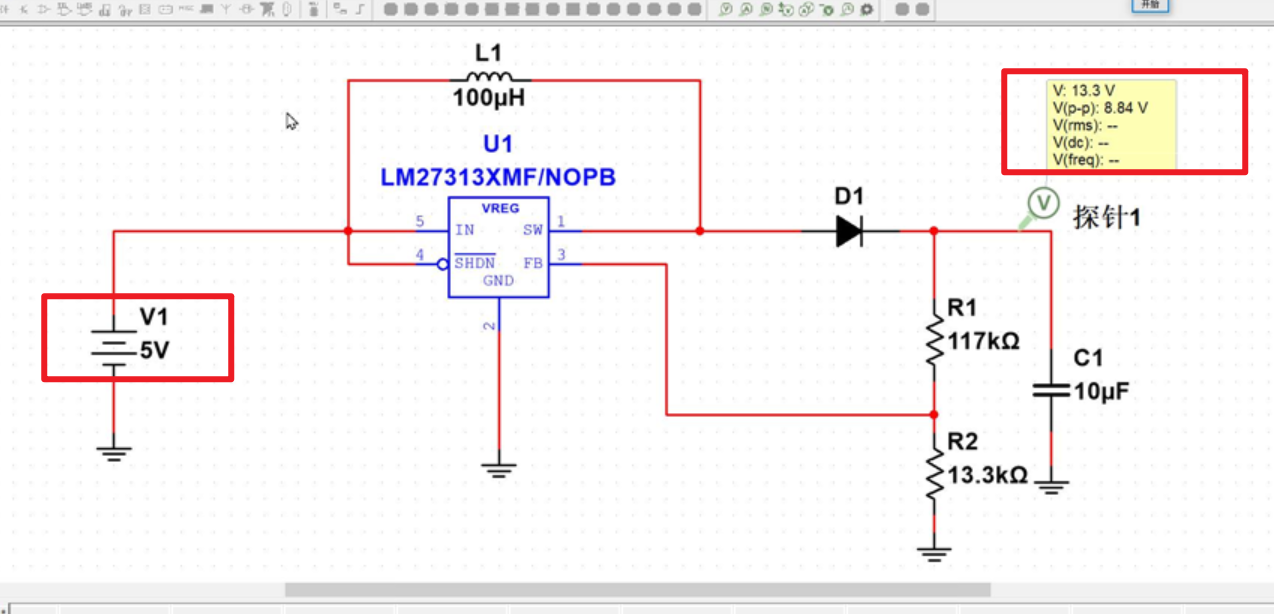 开始
L1
100μH
U1
LM27313XMF/NOPB
VREG
5
IN
SW
1
4
SHDN
FB
3
GND
2
V1
5V
D1
V: 13.3 V
V(p-p): 8.84 V
V(rms): --
V(dc): --
V(freq): --
V
探针1
R1
117kΩ
C1
10μF
R2
13.3kΩ